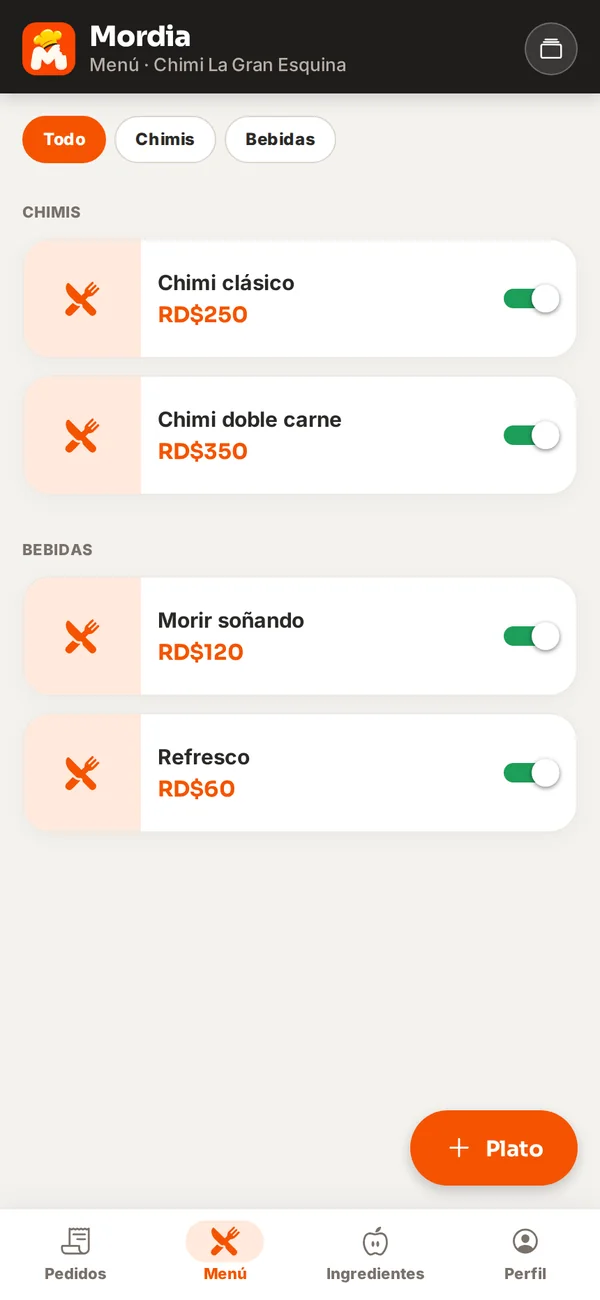 Mordia
Menú · Chimi La Gran Esquina
Todo
Chimis
Bebidas
CHIMIS
Chimi clásico
RD$250
Chimi doble carne
RD$350
BEBIDAS
Morir soñando
RD$120
Refresco
RD$60
+ Plato
Pedidos
Menú
Ingredientes
Perfil